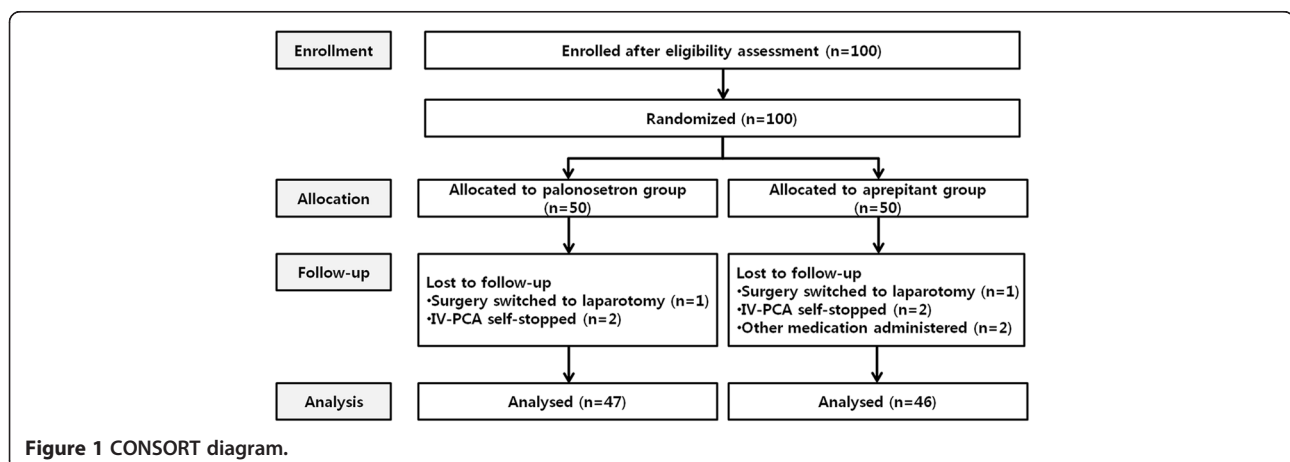 Enrollment
Enrolled after eligibility assessment (n=100)
Randomized (n=100)
Allocation
Allocated to palonosetron group
(n=50)
Allocated to aprepitant group
(n=50)
Follow-up
Lost to follow-up
•Surgery switched to laparotomy (n=1)
•IV-PCA self-stopped (n=2)
Lost to follow-up
•Surgery switched to laparotomy (n=1)
•IV-PCA self-stopped (n=2)
•Other medication administered (n=2)
Analysis
Analysed (n=47)
Analysed (n=46)
Figure 1 CONSORT diagram.